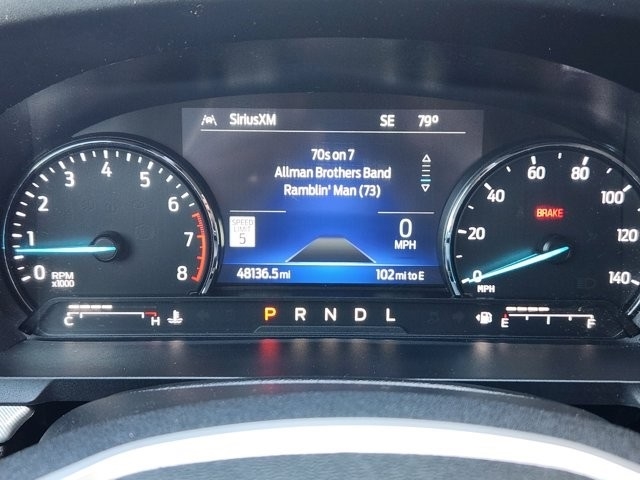 SiriusXM SE 79°
70s on 7
Allman Brothers Band
Ramblin' Man (73)
SPEED
LIMIT
5
0
MPH
48136.5 mi 102 mi to E
0 1 2 3 4 5 6 7 8
RPM
x1000
0 20 40 60 80 100 120 140
BRAKE
MPH
C H P R N D L E F